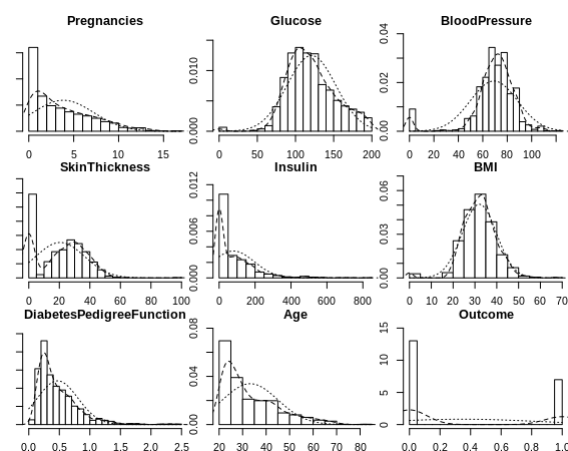 Pregnancies Glucose BloodPressure
0.000 0.010
0.00 0.02 0.04
0 5 10 15
0 50 100 150 200
0 20 40 60 80 100
SkinThickness Insulin BMI
0.000 0.006 0.012
0.00 0.03 0.06
0 20 40 60 80 100
0 200 400 600 800
0 10 20 30 40 50 60 70
DiabetesPedigreeFunction Age Outcome
0.00 0.04 0.08
0 5 10 15
0.0 0.5 1.0 1.5 2.0 2.5
20 30 40 50 60 70 80
0.0 0.2 0.4 0.6 0.8 1.0